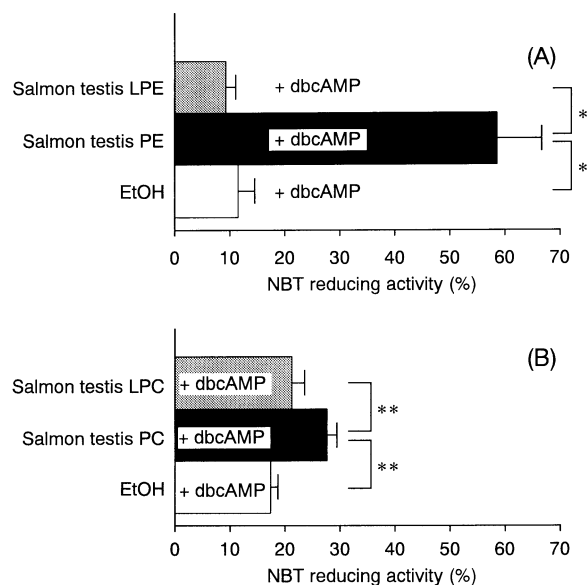 (A)
Salmon testis LPE
+ dbcAMP
*
Salmon testis PE
+ dbcAMP
*
EtOH
+ dbcAMP
0 10 20 30 40 50 60 70
NBT reducing activity (%)
(B)
Salmon testis LPC
+ dbcAMP
**
Salmon testis PC
+ dbcAMP
**
EtOH
+ dbcAMP
0 10 20 30 40 50 60 70
NBT reducing activity (%)